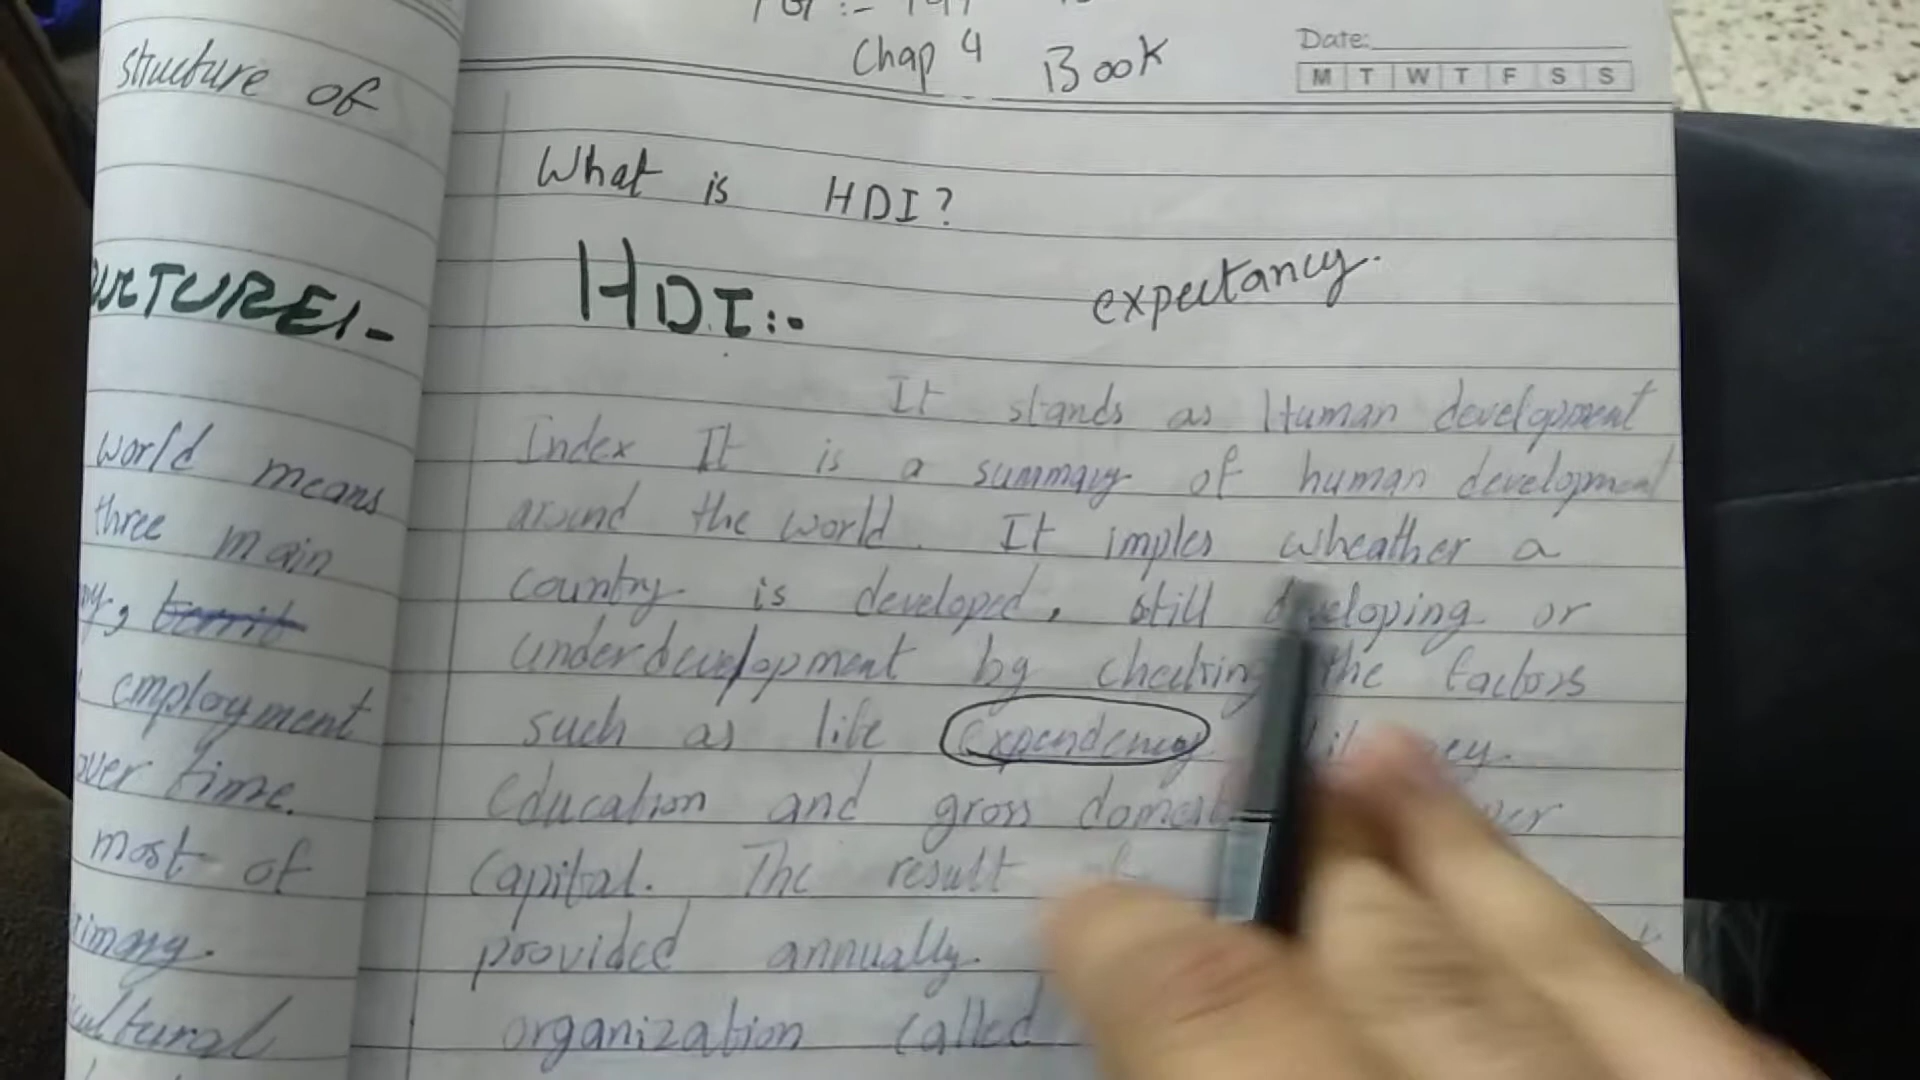 structure of
URTURE:-
world means
three main
territ
employment
over time.
most of
Chap 4 Book
Date:
M T W T F S S
What is HDI?
HDI:-
expectancy.
It stands as Human development
Index It is a summary of human development
around the world. It imples wheather a
country is developed, still developing or
underdevelopment by checking the factors
such as life expendency
Education and gross
Capital. The result
provided annually.
organization called